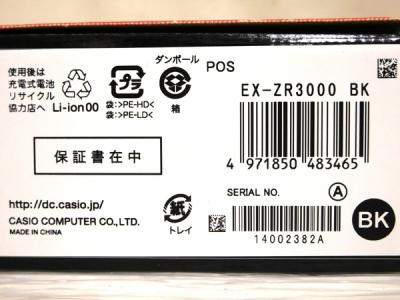 使用後は
充電式電池
リサイクル
協力店へ
Li-ion00
プラ
袋:>PE-HD<
袋:>PE-LD<
ダンボール
箱
保証書在中
http://dc.casio.jp/
CASIO COMPUTER CO.,LTD.
MADE IN CHINA
紙
トレイ
POS
EX-ZR3000 BK
4 971850 483465
SERIAL NO.
A
14002382A
BK